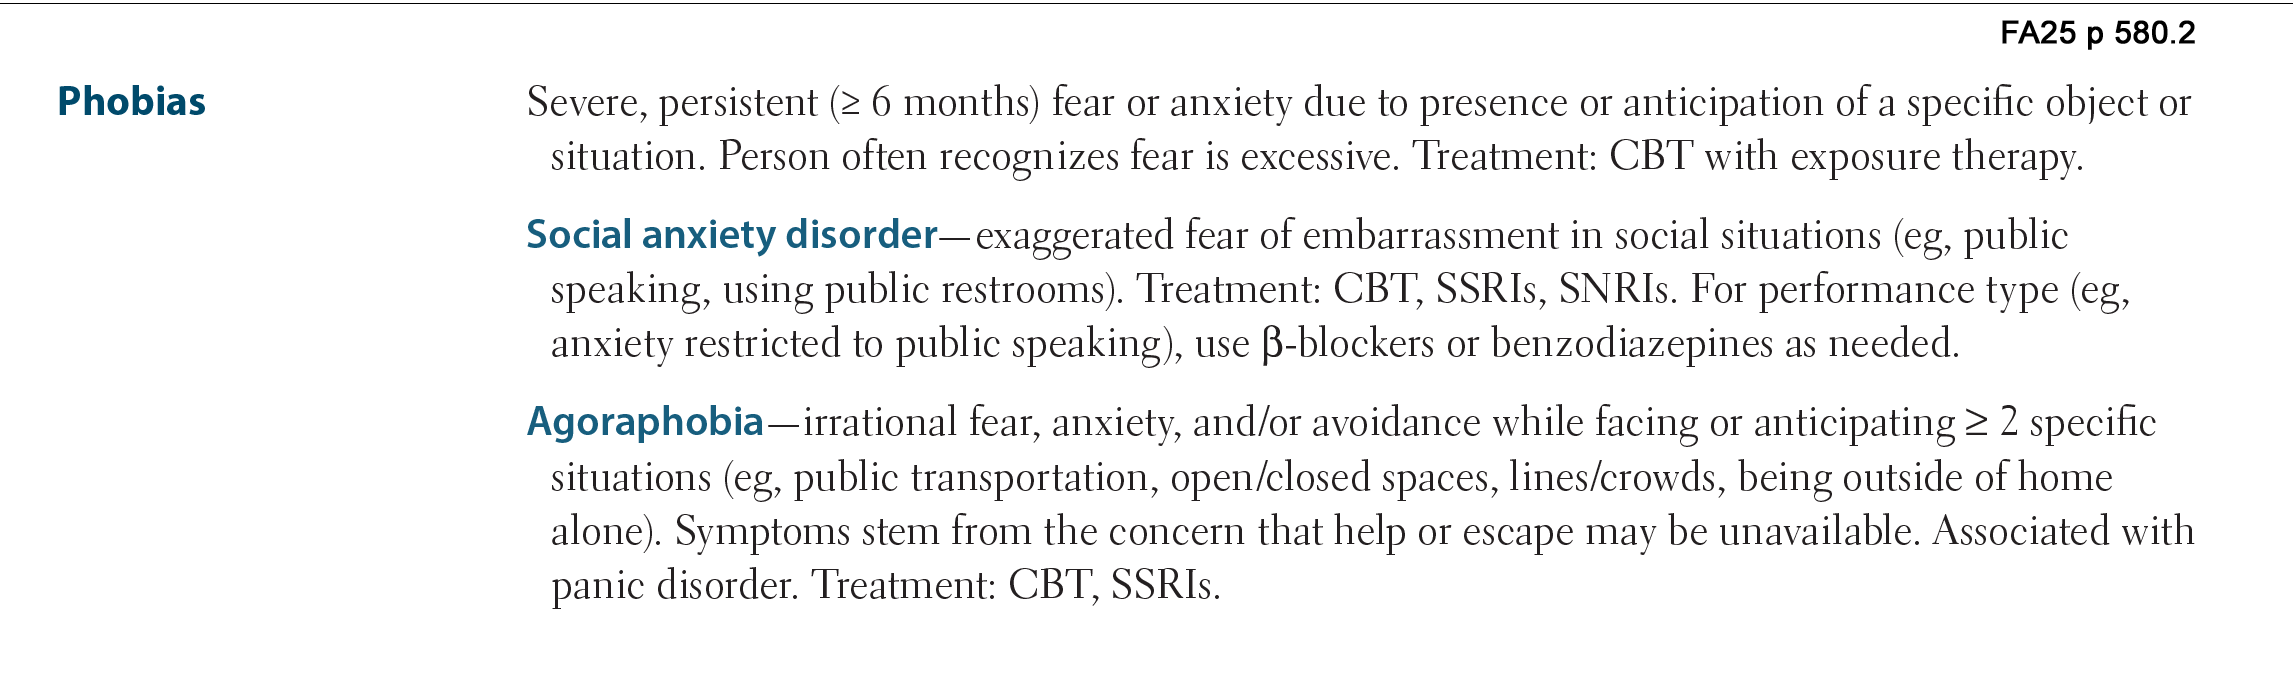 FA25 p 580.2
Phobias
Severe, persistent (≥ 6 months) fear or anxiety due to presence or anticipation of a specific object or
situation. Person often recognizes fear is excessive. Treatment: CBT with exposure therapy.
Social anxiety disorder—exaggerated fear of embarrassment in social situations (eg, public
speaking, using public restrooms). Treatment: CBT, SSRIs, SNRIs. For performance type (eg,
anxiety restricted to public speaking), use β-blockers or benzodiazepines as needed.
Agoraphobia—irrational fear, anxiety, and/or avoidance while facing or anticipating ≥ 2 specific
situations (eg, public transportation, open/closed spaces, lines/crowds, being outside of home
alone). Symptoms stem from the concern that help or escape may be unavailable. Associated with
panic disorder. Treatment: CBT, SSRIs.